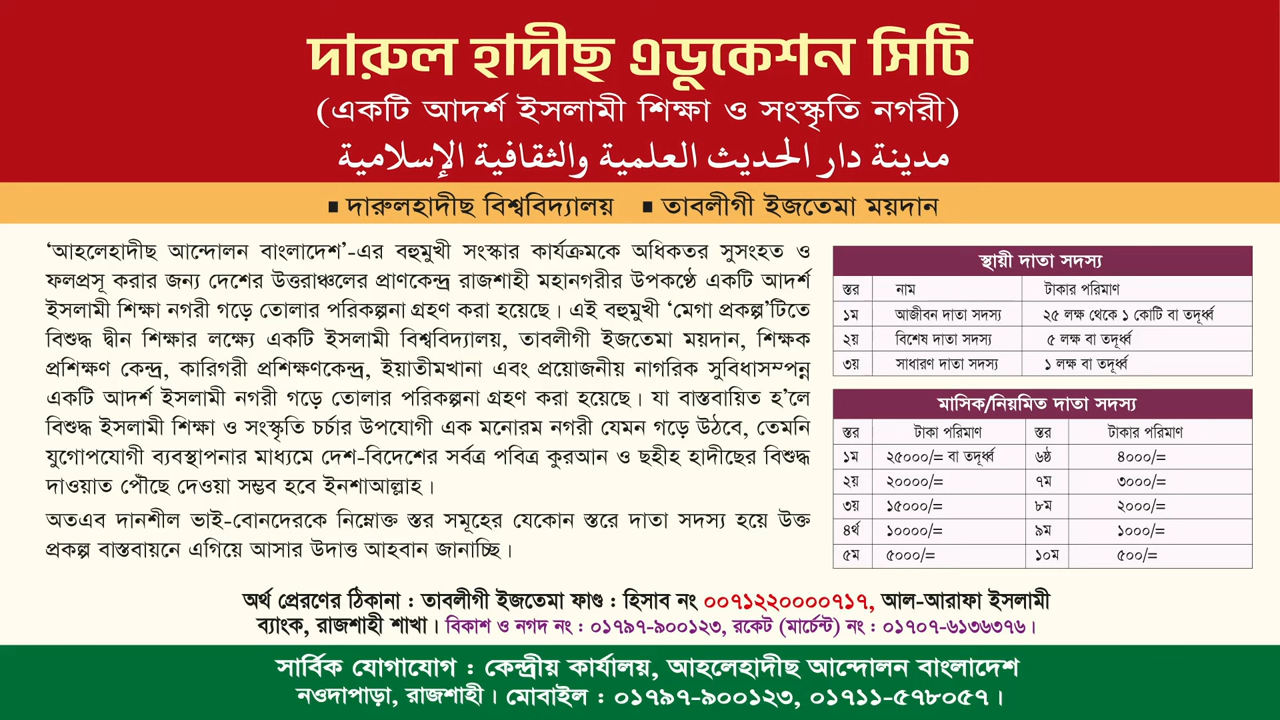 দারুল হাদীছ এডুকেশন সিটি
(একটি আদর্শ ইসলামী শিক্ষা ও সংস্কৃতি নগরী)
مدينة دار الحديث العلمية والثقافية الإسلامية
▪ দারুলহাদীছ বিশ্ববিদ্যালয় ▪ তাবলীগী ইজতেমা ময়দান
‘আহলেহাদীছ আন্দোলন বাংলাদেশ’-এর বহুমুখী সংস্কার কার্যক্রমকে অধিকতর সুসংহত ও
ফলপ্রসূ করার জন্য দেশের উত্তরাঞ্চলের প্রাণকেন্দ্র রাজশাহী মহানগরীর উপকণ্ঠে একটি আদর্শ
ইসলামী শিক্ষা নগরী গড়ে তোলার পরিকল্পনা গ্রহণ করা হয়েছে। এই বহুমুখী ‘মেগা প্রকল্প’টিতে
বিশুদ্ধ দ্বীন শিক্ষার লক্ষ্যে একটি ইসলামী বিশ্ববিদ্যালয়, তাবলীগী ইজতেমা ময়দান, শিক্ষক
প্রশিক্ষণ কেন্দ্র, কারিগরী প্রশিক্ষণকেন্দ্র, ইয়াতীমখানা এবং প্রয়োজনীয় নাগরিক সুবিধাসম্পন্ন
একটি আদর্শ ইসলামী নগরী গড়ে তোলার পরিকল্পনা গ্রহণ করা হয়েছে। যা বাস্তবায়িত হ’লে
বিশুদ্ধ ইসলামী শিক্ষা ও সংস্কৃতি চর্চার উপযোগী এক মনোরম নগরী যেমন গড়ে উঠবে, তেমনি
যুগোপযোগী ব্যবস্থাপনার মাধ্যমে দেশ-বিদেশের সর্বত্র পবিত্র কুরআন ও ছহীহ হাদীছের বিশুদ্ধ
দাওয়াত পৌঁছে দেওয়া সম্ভব হবে ইনশাআল্লাহ।
অতএব দানশীল ভাই-বোনদেরকে নিম্নোক্ত স্তর সমূহের যেকোন স্তরে দাতা সদস্য হয়ে উক্ত
প্রকল্প বাস্তবায়নে এগিয়ে আসার উদাত্ত আহবান জানাচ্ছি।
স্থায়ী দাতা সদস্য
স্তর নাম টাকার পরিমাণ
১ম আজীবন দাতা সদস্য ২৫ লক্ষ থেকে ১ কোটি বা তদূর্ধ্ব
২য় বিশেষ দাতা সদস্য ৫ লক্ষ বা তদূর্ধ্ব
৩য় সাধারণ দাতা সদস্য ১ লক্ষ বা তদূর্ধ্ব
মাসিক/নিয়মিত দাতা সদস্য
স্তর টাকা পরিমাণ স্তর টাকার পরিমাণ
১ম ২৫০০০/= বা তদূর্ধ্ব ৬ষ্ঠ ৪০০০/=
২য় ২০০০০/= ৭ম ৩০০০/=
৩য় ১৫০০০/= ৮ম ২০০০/=
৪র্থ ১০০০০/= ৯ম ১০০০/=
৫ম ৫০০০/= ১০ম ৫০০/=
অর্থ প্রেরণের ঠিকানা : তাবলীগী ইজতেমা ফাণ্ড : হিসাব নং ০০৭১২২০০০০৭১৭, আল-আরাফা ইসলামী
ব্যাংক, রাজশাহী শাখা। বিকাশ ও নগদ নং : ০১৭৯৭-৯০০১২৩, রকেট (মার্চেন্ট) নং : ০১৭০৭-৬১৩৬৩৭৬।
সার্বিক যোগাযোগ : কেন্দ্রীয় কার্যালয়, আহলেহাদীছ আন্দোলন বাংলাদেশ
নওদাপাড়া, রাজশাহী। মোবাইল : ০১৭৯৭-৯০০১২৩, ০১৭১১-৫৭৮০৫৭।